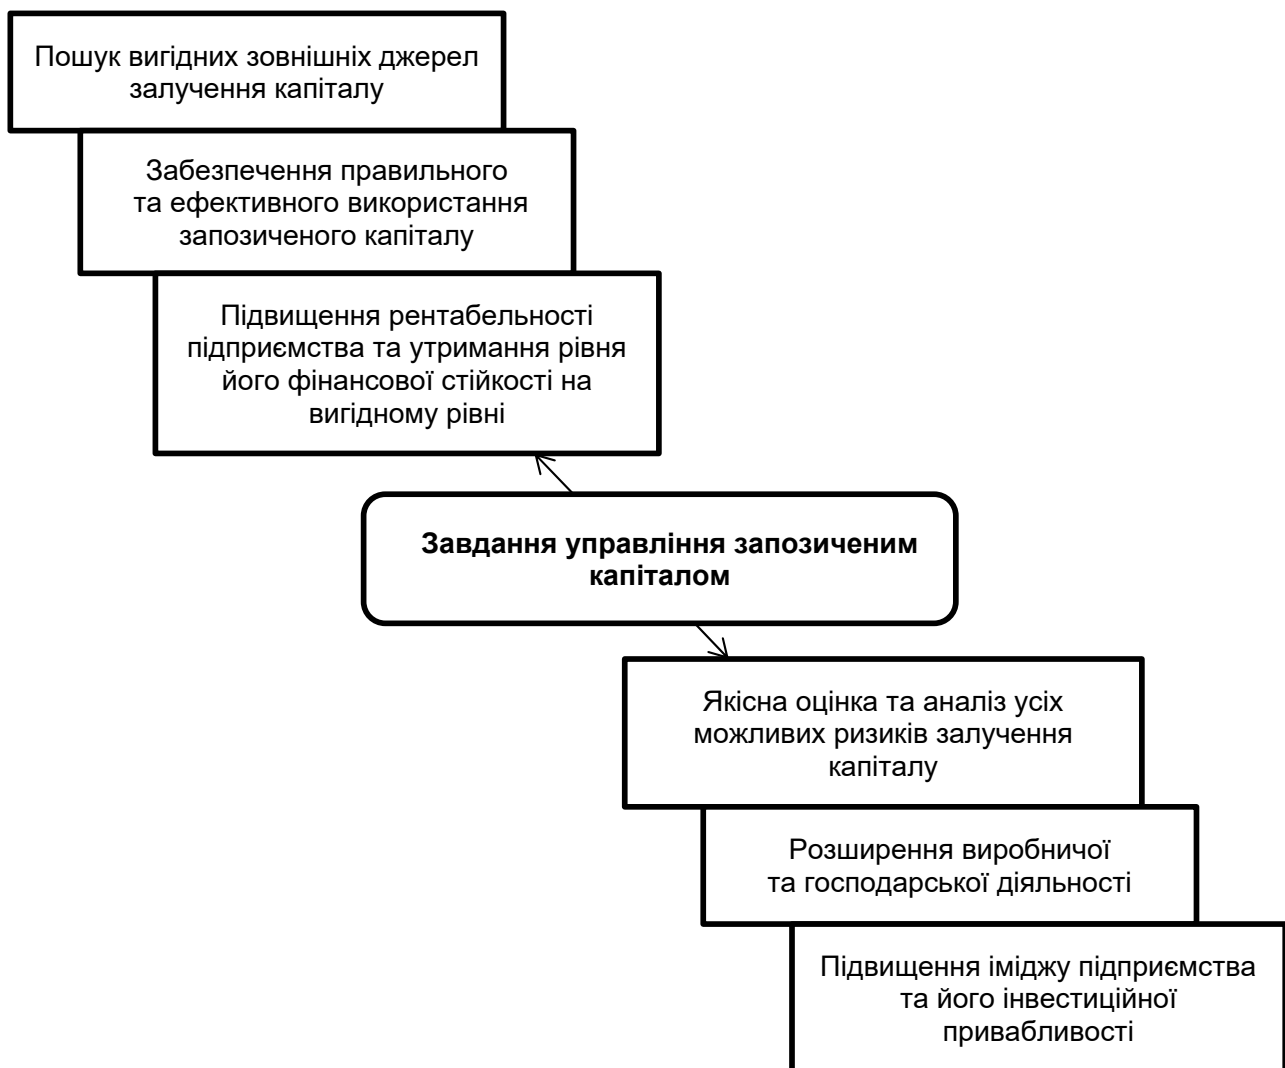 Пошук вигідних зовнішніх джерел
залучення капіталу
Забезпечення правильного
та ефективного використання
запозиченого капіталу
Підвищення рентабельності
підприємства та утримання рівня
його фінансової стійкості на
вигідному рівні
Завдання управління запозиченим
капіталом
Якісна оцінка та аналіз усіх
можливих ризиків залучення
капіталу
Розширення виробничої
та господарської діяльності
Підвищення іміджу підприємства
та його інвестиційної
привабливості